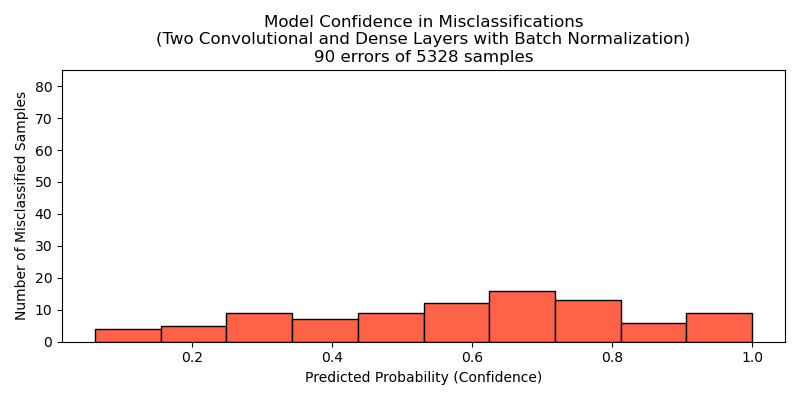 Model Confidence in Misclassifications
(Two Convolutional and Dense Layers with Batch Normalization)
90 errors of 5328 samples
Number of Misclassified Samples
80
70
60
50
40
30
20
10
0
0.2 0.4 0.6 0.8 1.0
Predicted Probability (Confidence)